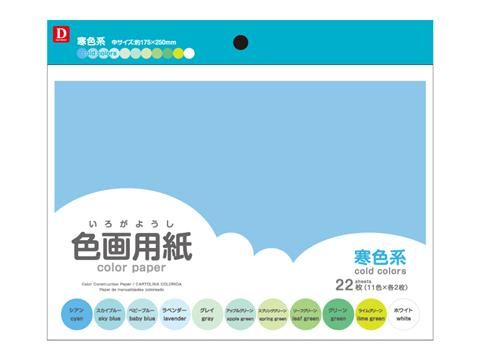 D
寒色系 中サイズ:約175×250mm
cold colors
いろがようし
色画用紙
color paper
Color Construction Paper / CARTOLINA COLORIDA
Papel de manualidades coloreado
寒色系
cold colors
22枚 sheets (11色×各2枚)
シアン cyan
スカイブルー sky blue
ベビーブルー baby blue
ラベンダー lavender
グレイ gray
アップルグリーン apple green
スプリンググリーン spring green
リーフグリーン leaf green
グリーン green
ライムグリーン lime green
ホワイト white